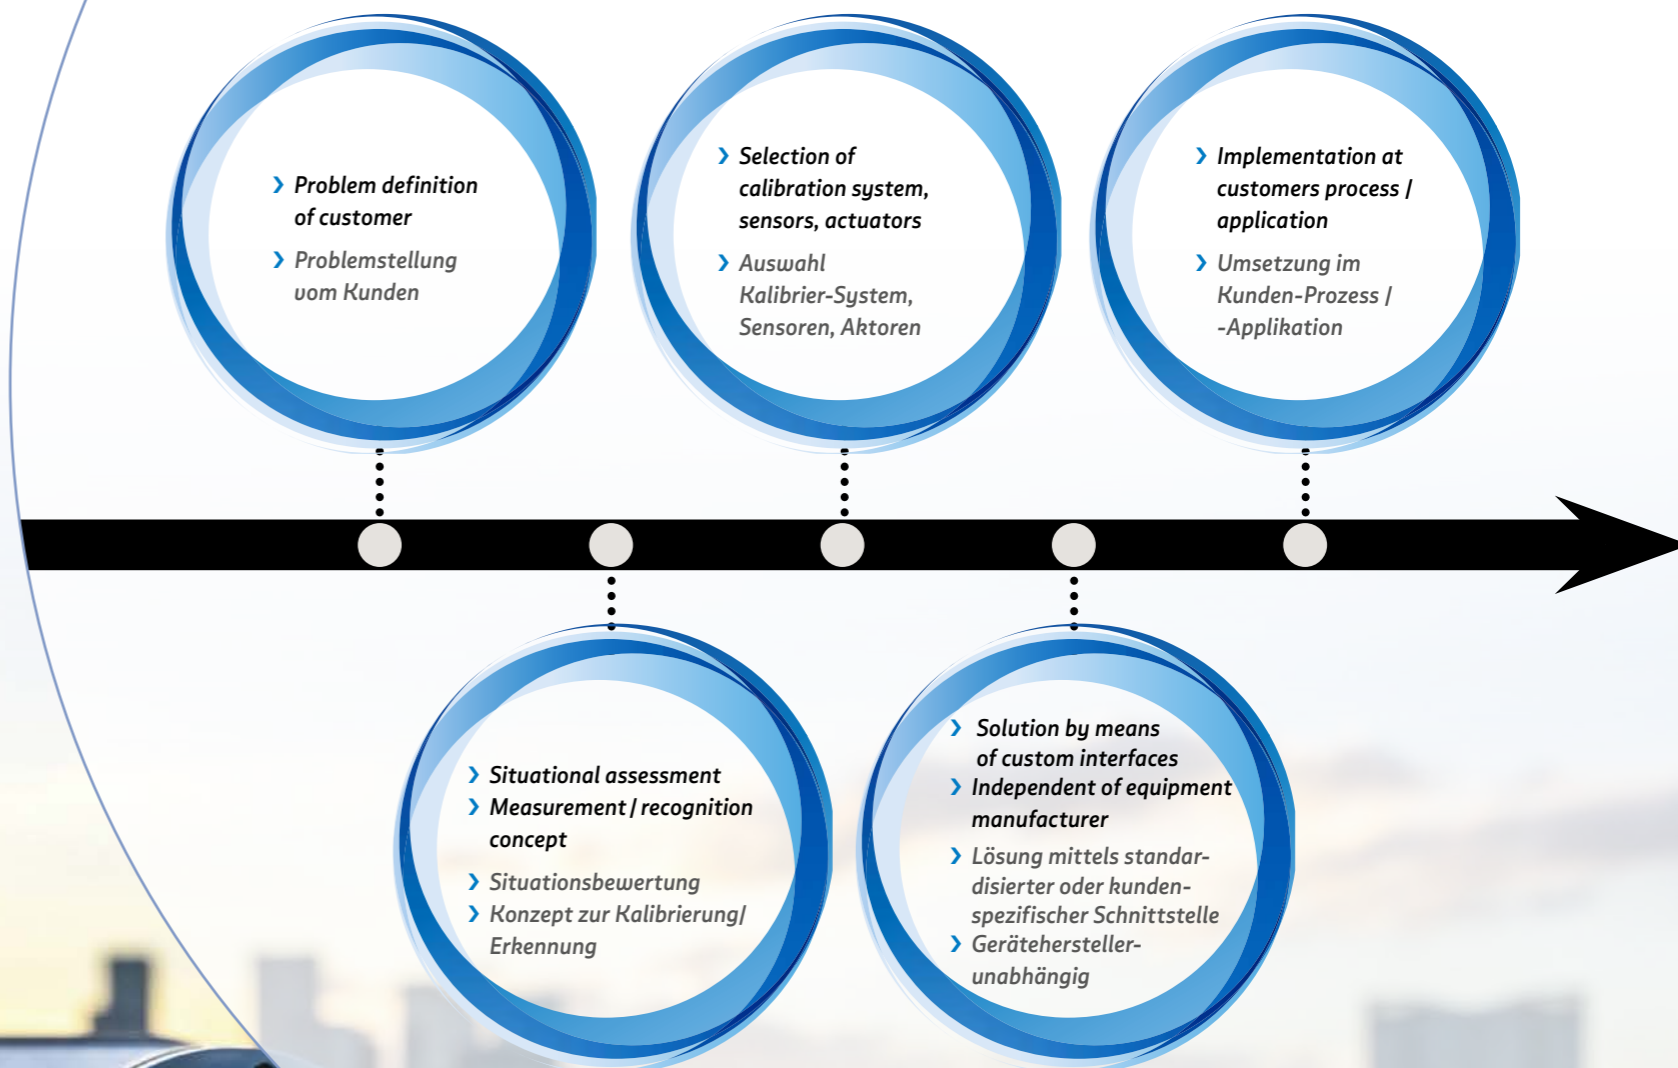 › Problem definition
of customer
› Problemstellung
vom Kunden
› Selection of
calibration system,
sensors, actuators
› Auswahl
Kalibrier-System,
Sensoren, Aktoren
› Implementation at
customers process /
application
› Umsetzung im
Kunden-Prozess /
-Applikation
› Situational assessment
› Measurement / recognition
concept
› Situationsbewertung
› Konzept zur Kalibrierung/
Erkennung
› Solution by means
of custom interfaces
› Independent of equipment
manufacturer
› Lösung mittels standar-
disierter oder kunden-
spezifischer Schnittstelle
› Gerätehersteller-
unabhängig